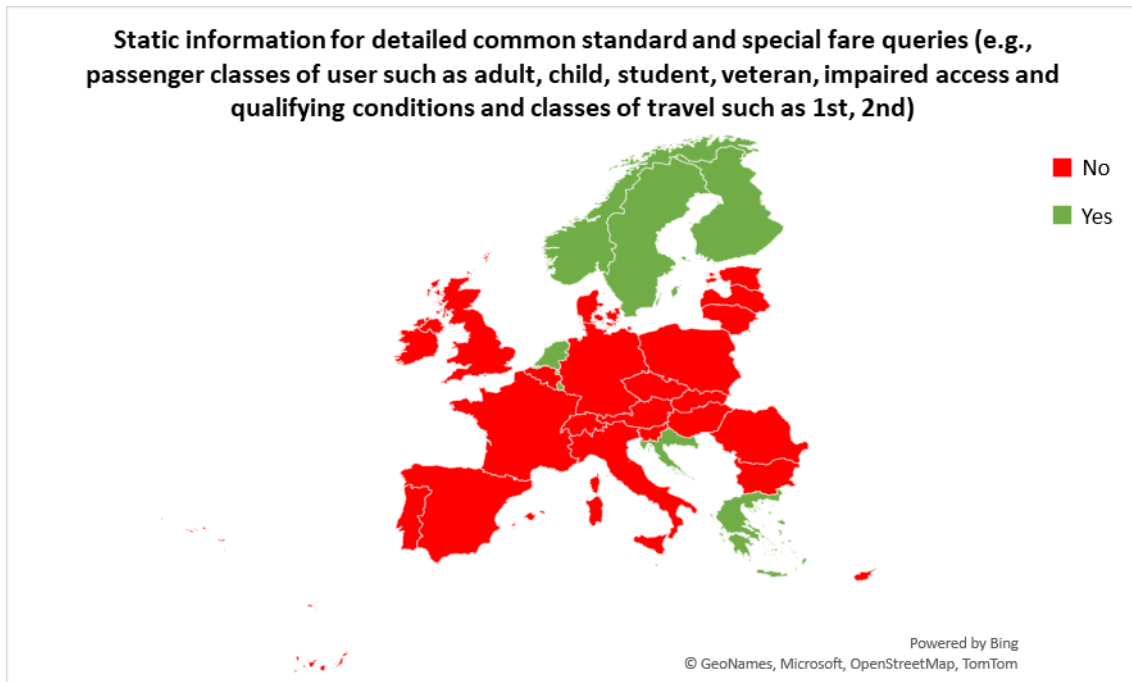 Static information for detailed common standard and special fare queries (e.g.,
passenger classes of user such as adult, child, student, veteran, impaired access and
qualifying conditions and classes of travel such as 1st, 2nd)
No
Yes
Powered by Bing
© GeoNames, Microsoft, OpenStreetMap, TomTom